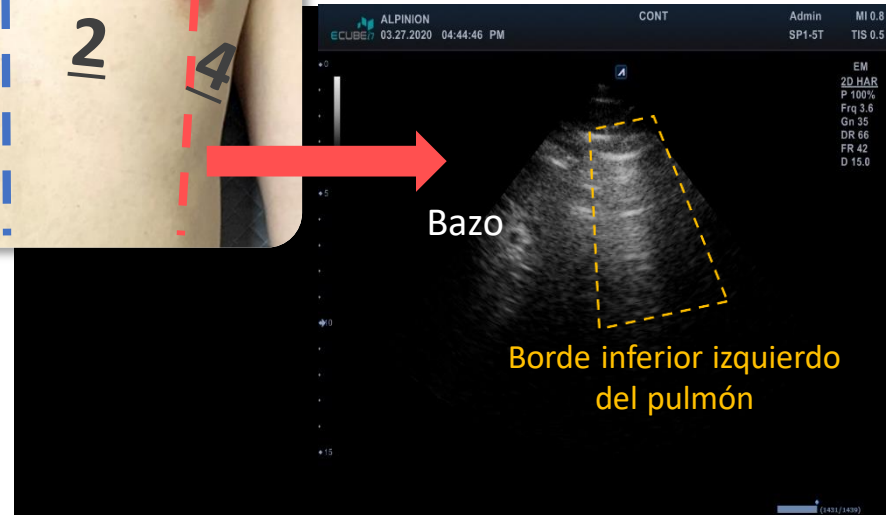 2
4
ALPINION
ECUBE i7
03.27.2020 04:44:46 PM
CONT
Admin
SP1-5T
MI 0.8
TIS 0.5
EM
2D HAR
P 100%
Frq 3.6
Gn 35
DR 66
FR 42
D 15.0
0
5
10
15
Bazo
Borde inferior izquierdo
del pulmón
(1431/1439)